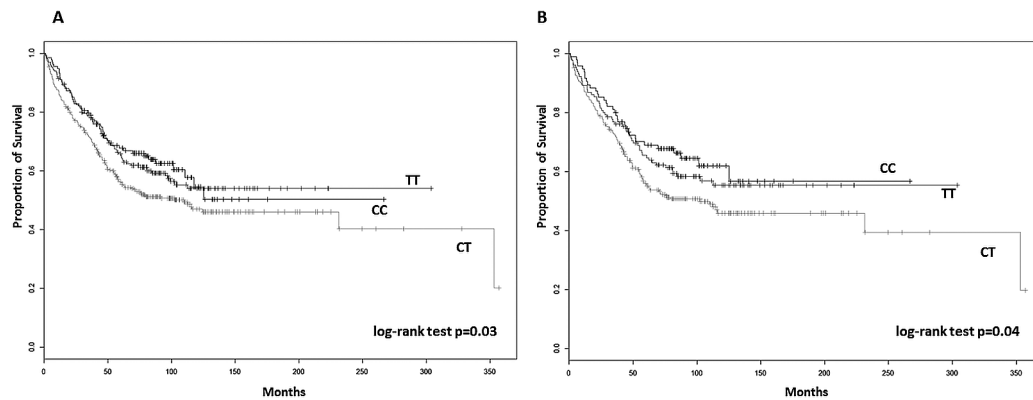 A
Proportion of Survival
1.0
0.8
0.6
0.4
0.2
0.0
TT
CC
CT
log-rank test p=0.03
0 50 100 150 200 250 300 350
Months
B
Proportion of Survival
1.0
0.8
0.6
0.4
0.2
0.0
CC
TT
CT
log-rank test p=0.04
0 50 100 150 200 250 300 350
Months